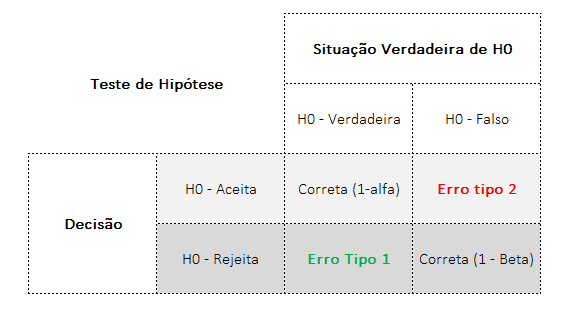 Situação Verdadeira de H0
Teste de Hipótese
H0 - Verdadeira
H0 - Falso
H0 - Aceita
Correta (1-alfa)
Erro tipo 2
Decisão
H0 - Rejeita
Erro Tipo 1
Correta (1 - Beta)